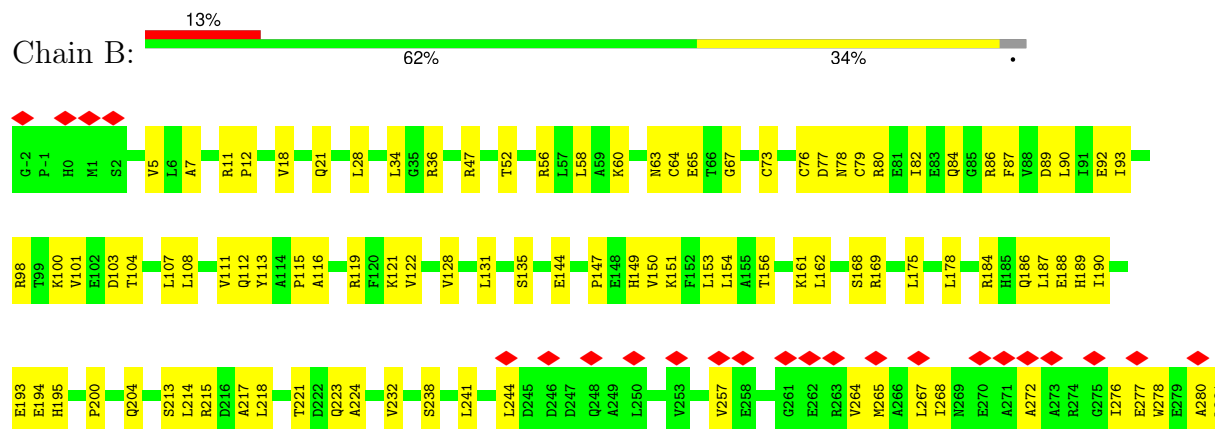 13%
Chain B:
62% 34% •
G-2 P-1 H0 M1 S2 V5 L6 A7 R11 P12 V18 Q21 L28 L34 G35 R36 R47 T52 R56 L57 L58 A59 K60 N63 C64 E65 T66 G67 C73 C76 D77 N78 C79 R80 E81 I82 E83 Q84 G85 R86 F87 V88 D89 L90 I91 E92 I93
R98 T99 K100 V101 E102 D103 T104 L107 L108 V111 Q112 Y113 A114 P115 A116 R119 F120 K121 V122 V128 L131 S135 E144 P147 E148 H149 V150 K151 F152 L153 L154 A155 T156 K161 L162 S168 R169 L175 L178 R184 H185 Q186 L187 E188 H189 I190
E193 E194 H195 P200 Q204 S213 L214 R215 D216 A217 L218 T221 D222 Q223 A224 V232 S238 L241 L244 D245 D246 D247 Q248 A249 L250 V253 V257 E258 G261 E262 R263 V264 M265 A266 L267 I268 N269 E270 A271 A272 A273 R274 G275 I276 E277 W278 E279 A280